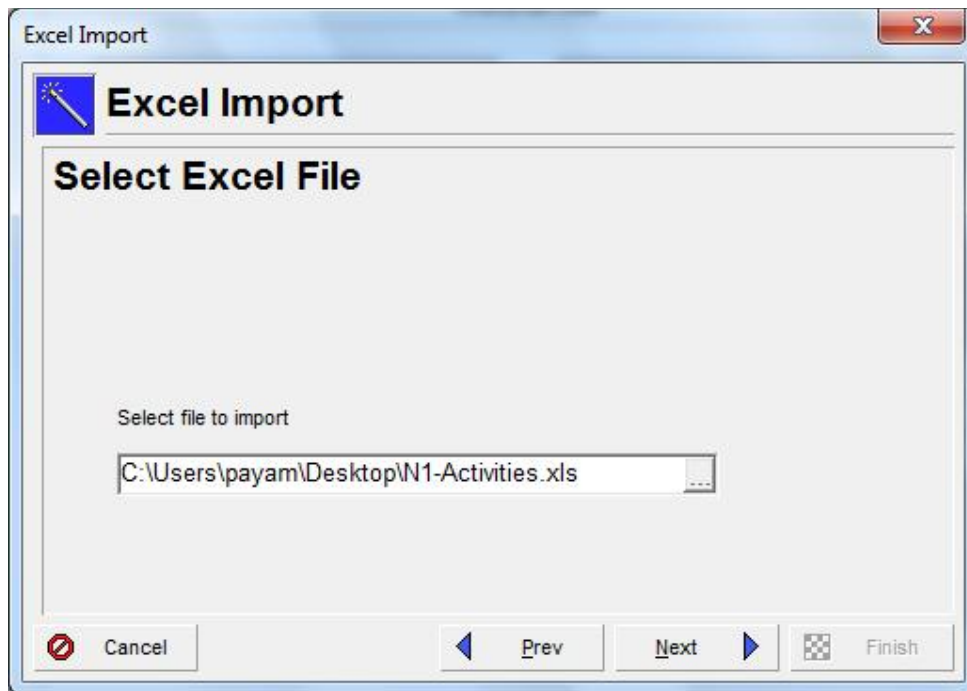 Excel Import
Excel Import
Select Excel File
Select file to import
C:\Users\payam\Desktop\N1-Activities.xls ...
Cancel Prev Next Finish